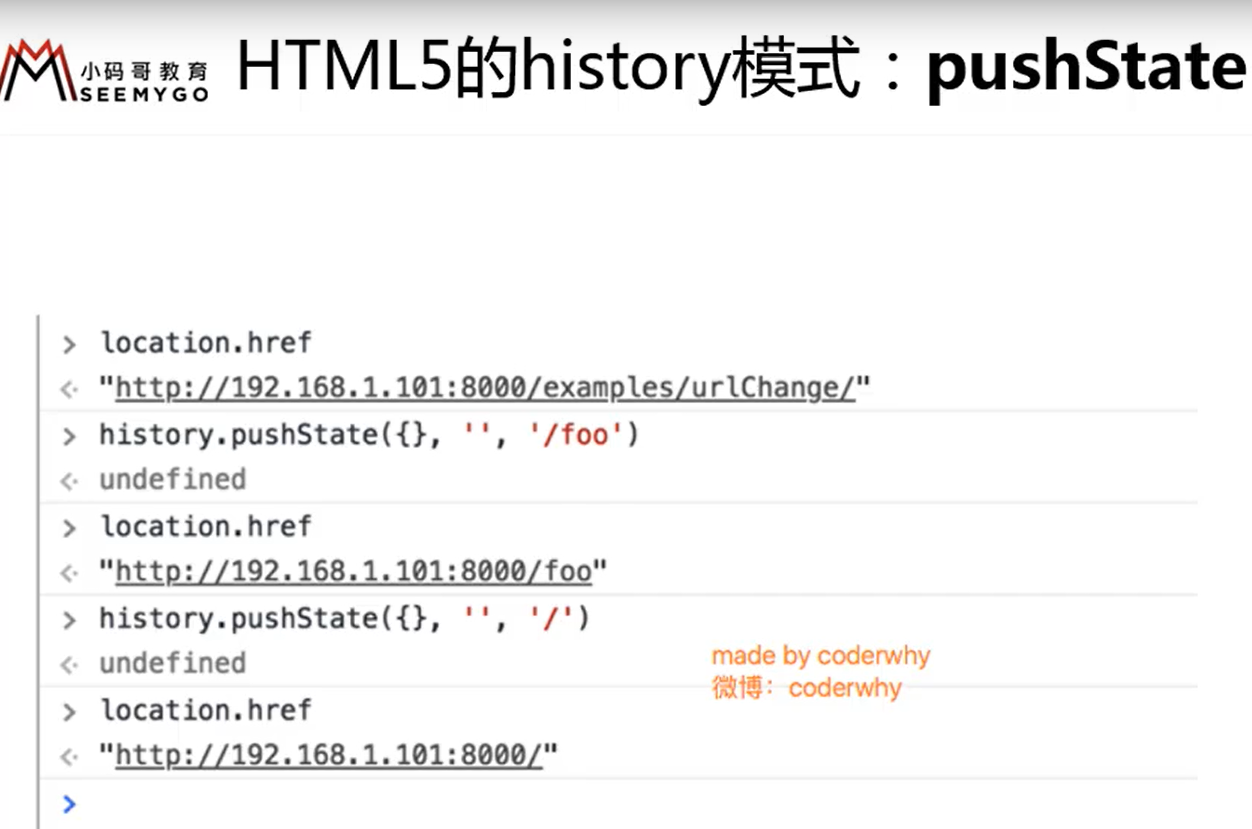 小码哥教育
SEEMYGO
HTML5的history模式：pushState
> location.href
<· "http://192.168.1.101:8000/examples/urlChange/"
> history.pushState({}, '', '/foo')
<· undefined
> location.href
<· "http://192.168.1.101:8000/foo"
> history.pushState({}, '', '/')
<· undefined
made by coderwhy
微博：coderwhy
> location.href
<· "http://192.168.1.101:8000/"
>